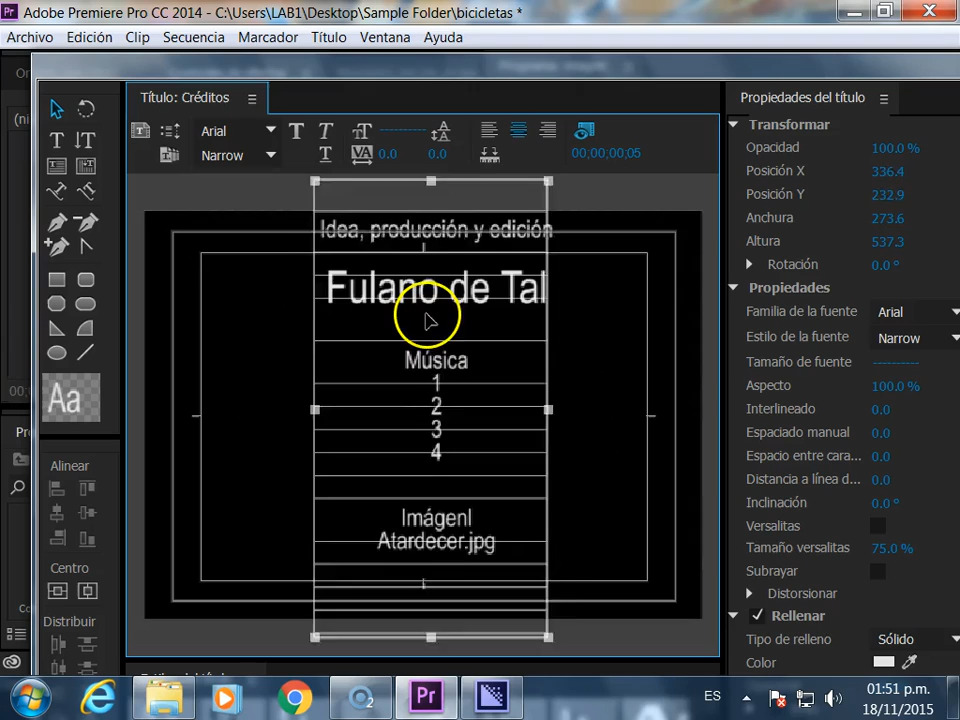 Adobe Premiere Pro CC 2014 - C:\Users\LAB1\Desktop\Sample Folder\bicicletas *
Archivo Edición Clip Secuencia Marcador Título Ventana Ayuda
Título: Créditos
Propiedades del título
Arial
Narrow
0.0
0.0
00;00;00;05
Idea, producción y edición
Fulano de Tal
Música
1
2
3
4
ImágenI
Atardecer.jpg
Aa
Alinear
Centro
Distribuir
Transformar
Opacidad 100.0 %
Posición X 336.4
Posición Y 232.9
Anchura 273.6
Altura 537.3
Rotación 0.0 °
Propiedades
Familia de la fuente Arial
Estilo de la fuente Narrow
Tamaño de fuente
Aspecto 100.0 %
Interlineado 0.0
Espaciado manual 0.0
Espacio entre cara... 0.0
Distancia a línea d... 0.0
Inclinación 0.0 °
Versalitas
Tamaño versalitas 75.0 %
Subrayar
Distorsionar
Rellenar
Tipo de relleno Sólido
Color
Pr
ES
01:51 p.m.
18/11/2015